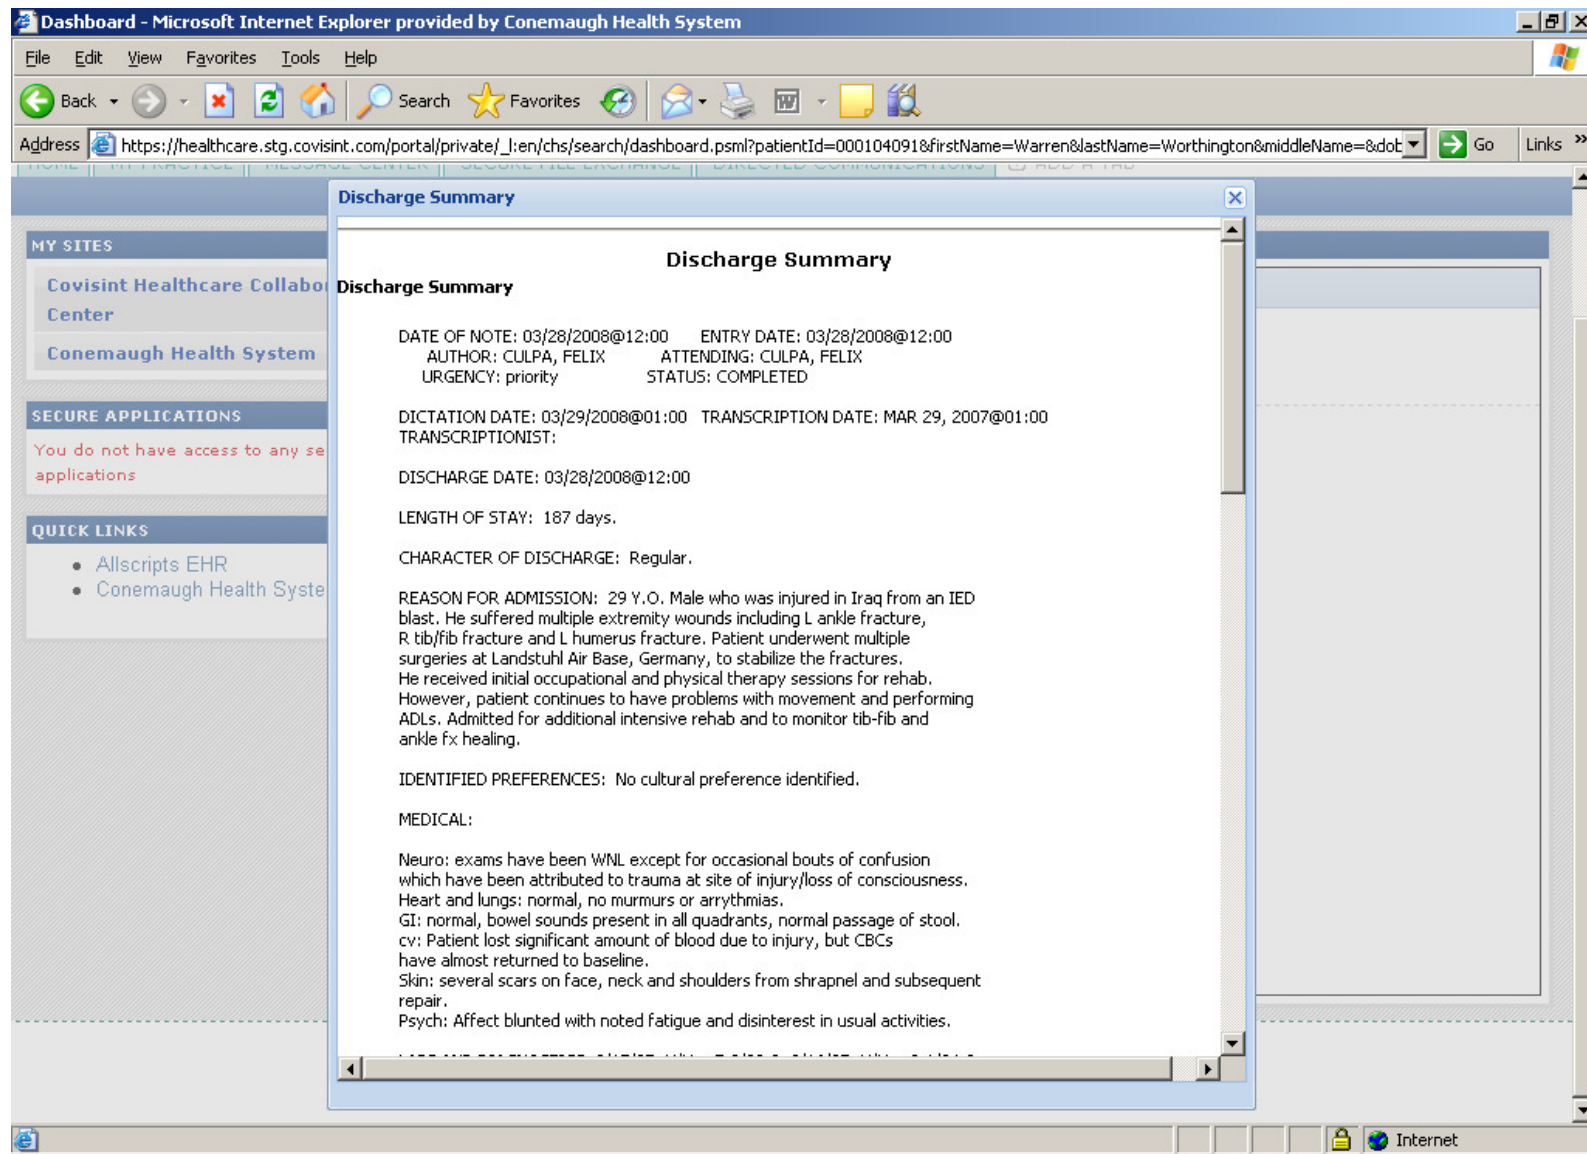 Dashboard - Microsoft Internet Explorer provided by Conemaugh Health System
File Edit View Favorites Tools Help
Back Search Favorites
Address https://healthcare.stg.covisint.com/portal/private/_l:en/chs/search/dashboard.psml?patientId=000104091&firstName=Warren&lastName=Worthington&middleName=&dot Go Links »
HOME MY PRACTICE MESSAGE CENTER SECURE FILE EXCHANGE DIRECTED COMMUNICATIONS ADD A TAB
MY SITES
Covisint Healthcare Collabor
Center
Conemaugh Health System
SECURE APPLICATIONS
You do not have access to any se
applications
QUICK LINKS
Allscripts EHR
Conemaugh Health Syste
Discharge Summary
Discharge Summary
Discharge Summary
DATE OF NOTE: 03/28/2008@12:00 ENTRY DATE: 03/28/2008@12:00
AUTHOR: CULPA, FELIX ATTENDING: CULPA, FELIX
URGENCY: priority STATUS: COMPLETED
DICTATION DATE: 03/29/2008@01:00 TRANSCRIPTION DATE: MAR 29, 2007@01:00
TRANSCRIPTIONIST:
DISCHARGE DATE: 03/28/2008@12:00
LENGTH OF STAY: 187 days.
CHARACTER OF DISCHARGE: Regular.
REASON FOR ADMISSION: 29 Y.O. Male who was injured in Iraq from an IED
blast. He suffered multiple extremity wounds including L ankle fracture,
R tib/fib fracture and L humerus fracture. Patient underwent multiple
surgeries at Landstuhl Air Base, Germany, to stabilize the fractures.
He received initial occupational and physical therapy sessions for rehab.
However, patient continues to have problems with movement and performing
ADLs. Admitted for additional intensive rehab and to monitor tib-fib and
ankle fx healing.
IDENTIFIED PREFERENCES: No cultural preference identified.
MEDICAL:
Neuro: exams have been WNL except for occasional bouts of confusion
which have been attributed to trauma at site of injury/loss of consciousness.
Heart and lungs: normal, no murmurs or arrythmias.
GI: normal, bowel sounds present in all quadrants, normal passage of stool.
cv: Patient lost significant amount of blood due to injury, but CBCs
have almost returned to baseline.
Skin: several scars on face, neck and shoulders from shrapnel and subsequent
repair.
Psych: Affect blunted with noted fatigue and disinterest in usual activities.
Internet